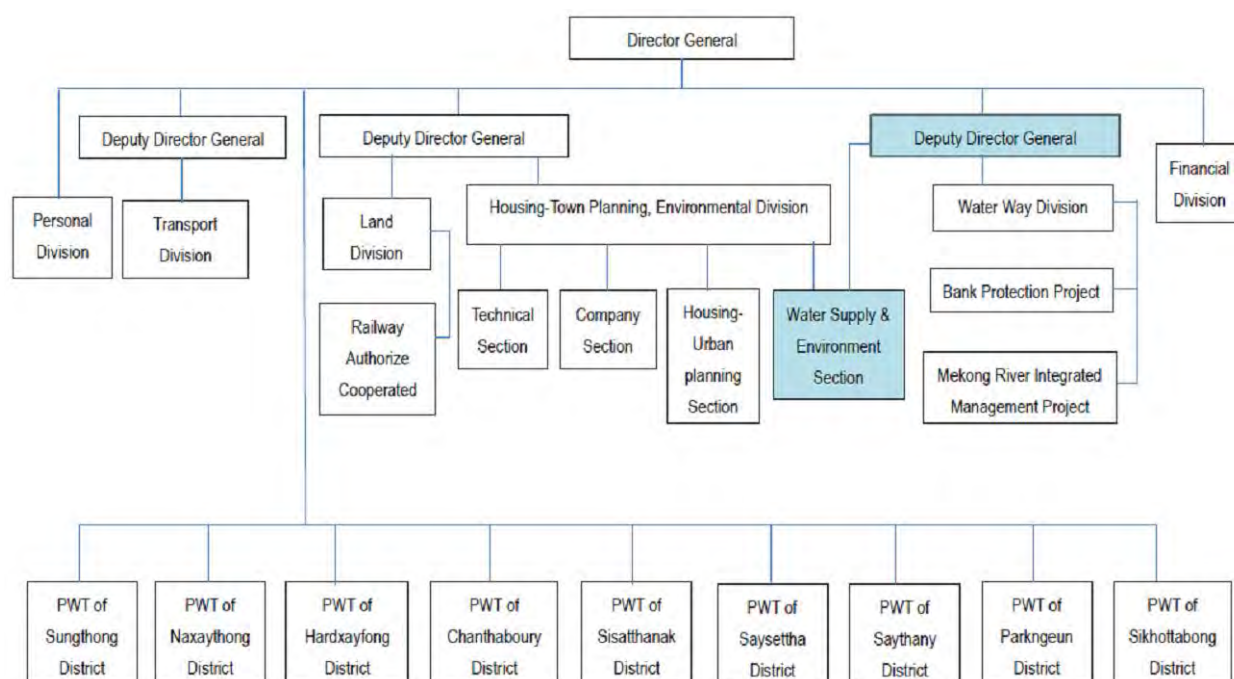 Director General
Deputy Director General
Deputy Director General
Deputy Director General
Financial
Division
Personal
Division
Transport
Division
Land
Division
Housing-Town Planning, Environmental Division
Water Way Division
Railway
Authorize
Cooperated
Technical
Section
Company
Section
Housing-
Urban
planning
Section
Water Supply &
Environment
Section
Bank Protection Project
Mekong River Integrated
Management Project
PWT of
Sungthong
District
PWT of
Naxaythong
District
PWT of
Hardxayfong
District
PWT of
Chanthaboury
District
PWT of
Sisatthanak
District
PWT of
Saysettha
District
PWT of
Saythany
District
PWT of
Parkngeun
District
PWT of
Sikhottabong
District